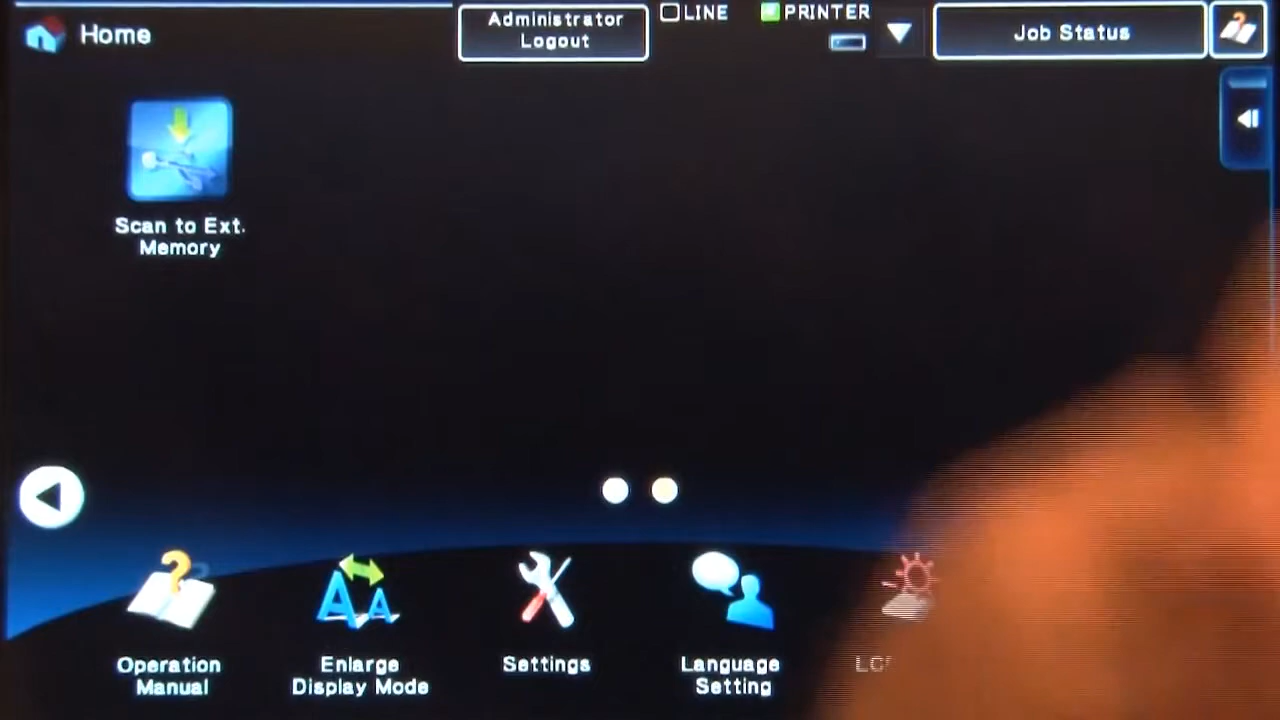 Home
Administrator
Logout
LINE
PRINTER
Job Status
Scan to Ext.
Memory
Operation
Manual
Enlarge
Display Mode
Settings
Language
Setting